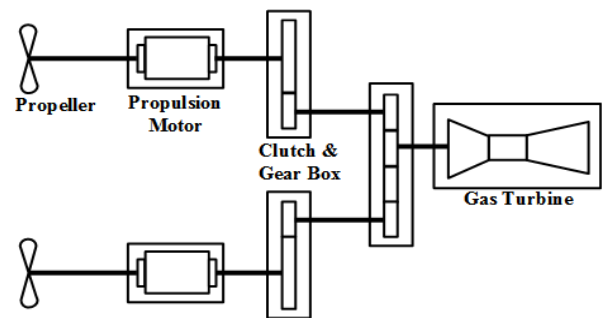 Propeller
Propulsion
Motor
Clutch &
Gear Box
Gas Turbine